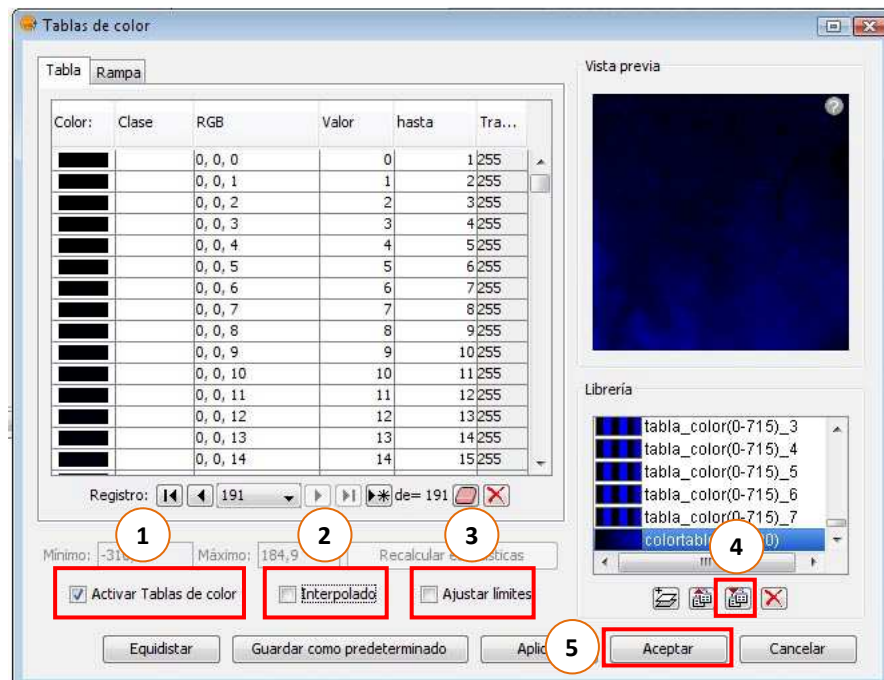 Tablas de color
Tabla Rampa
Color: Clase RGB Valor hasta Tra...
0, 0, 0 0 1 255
0, 0, 1 1 2 255
0, 0, 2 2 3 255
0, 0, 3 3 4 255
0, 0, 4 4 5 255
0, 0, 5 5 6 255
0, 0, 6 6 7 255
0, 0, 7 7 8 255
0, 0, 8 8 9 255
0, 0, 9 9 10 255
0, 0, 10 10 11 255
0, 0, 11 11 12 255
0, 0, 12 12 13 255
0, 0, 13 13 14 255
0, 0, 14 14 15 255
Registro: 191 de= 191
1 2 3
Mínimo: Máximo: 184,9 Recalcular
Activar Tablas de color Interpolado Ajustar límites
Vista previa
?
Librería
tabla_color(0-715)_3
tabla_color(0-715)_4
tabla_color(0-715)_5
tabla_color(0-715)_6
tabla_color(0-715)_7
4
Equidistar Guardar como predeterminado 5 Aceptar Cancelar